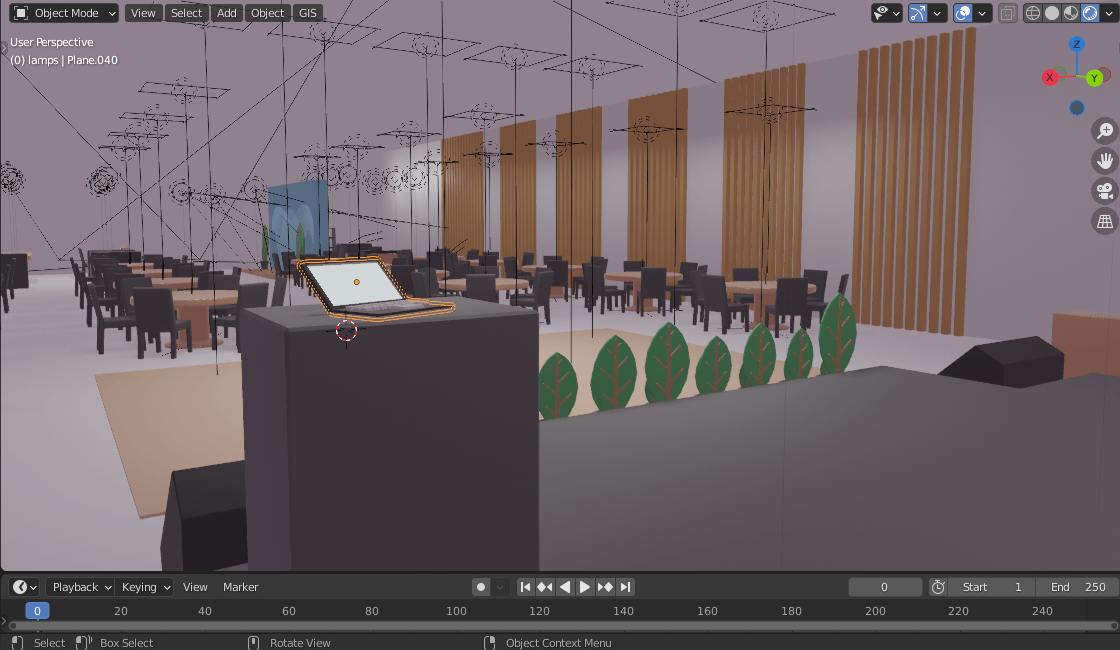 Object Mode View Select Add Object GIS
User Perspective
(0) lamps | Plane.040
Z
X Y
Playback Keying View Marker 0 Start 1 End 250
0 20 40 60 80 100 120 140 160 180 200 220 240
Select Box Select Rotate View Object Context Menu